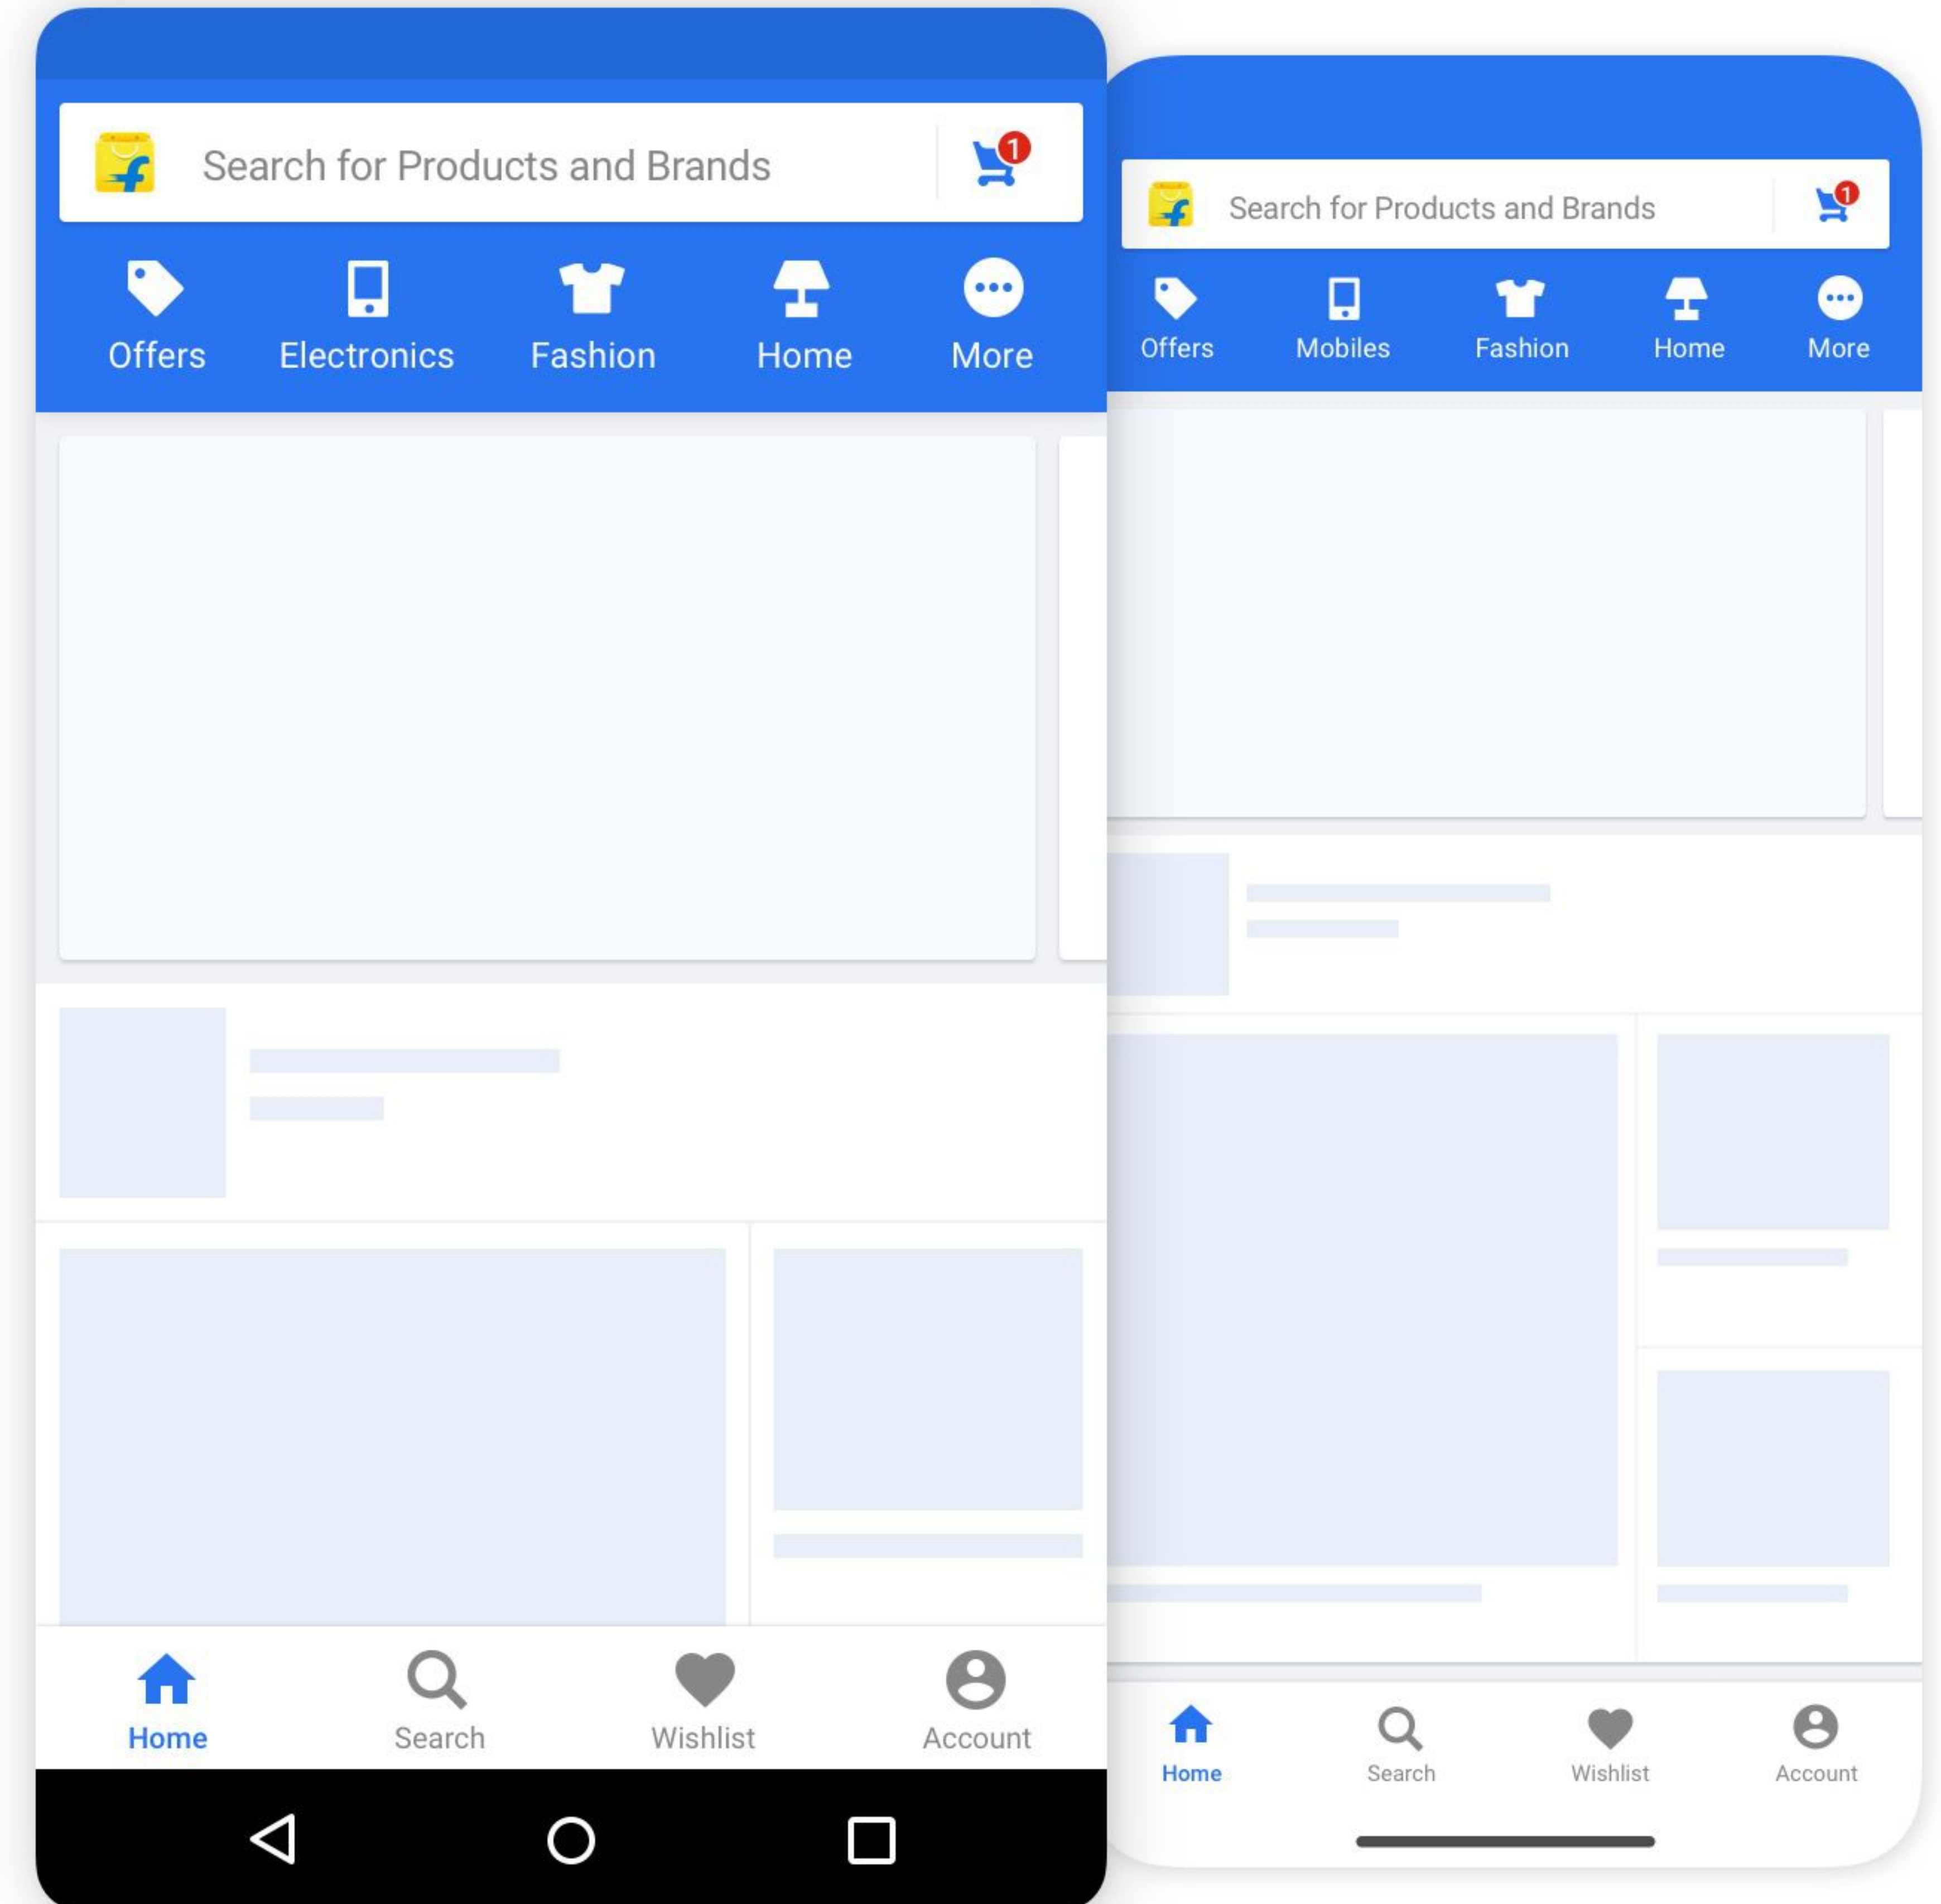 Search for Products and Brands
1
Offers Electronics Fashion Home More
Home Search Wishlist Account
Search for Products and Brands
1
Offers Mobiles Fashion Home More
Home Search Wishlist Account